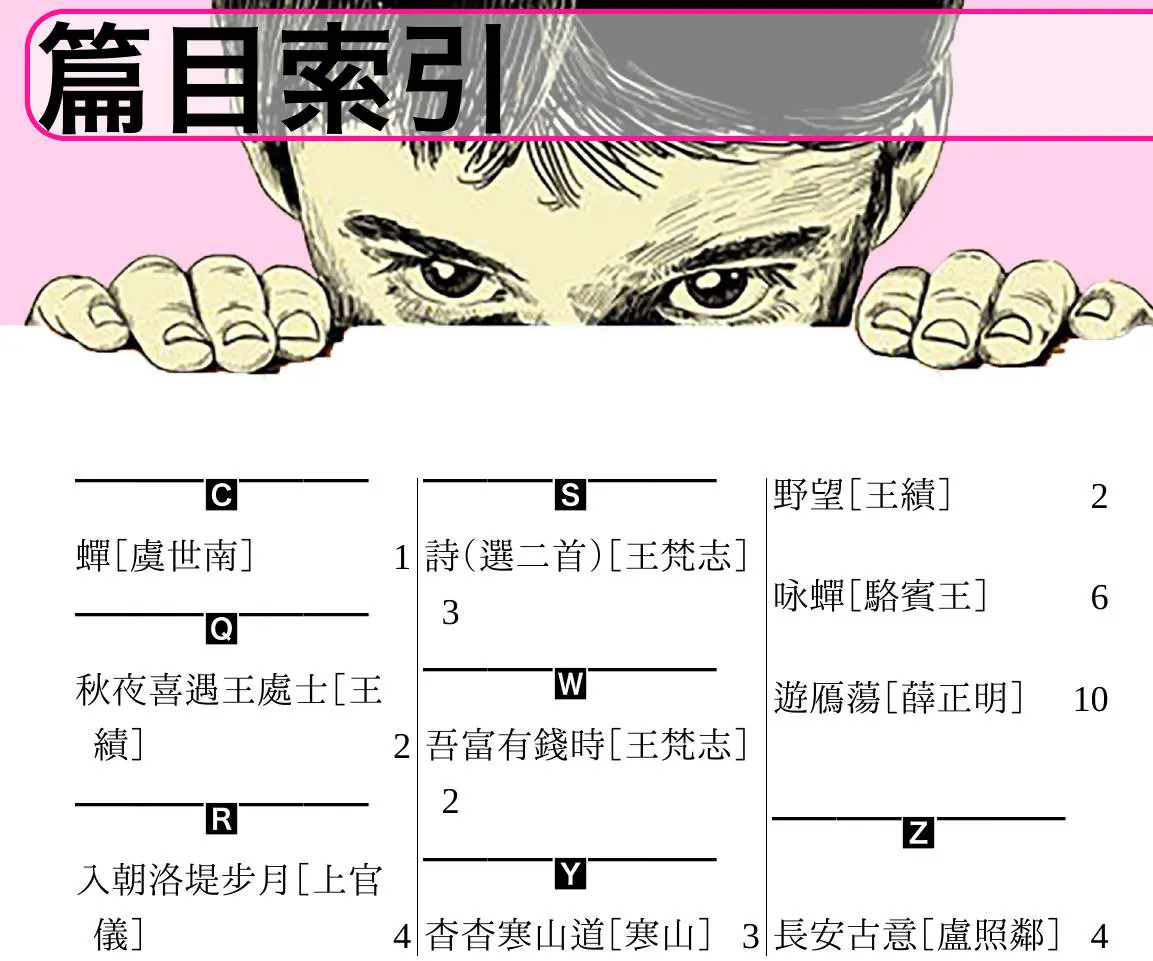 篇目索引
C
蟬[虞世南] 1
Q
秋夜喜遇王處士[王
績] 2
R
入朝洛堤步月[上官
儀] 4
S
詩(選二首)[王梵志]
3
W
吾富有錢時[王梵志]
2
Y
杳杳寒山道[寒山] 3
野望[王績] 2
咏蟬[駱賓王] 6
遊鴈蕩[薛正明] 10
Z
長安古意[盧照鄰] 4